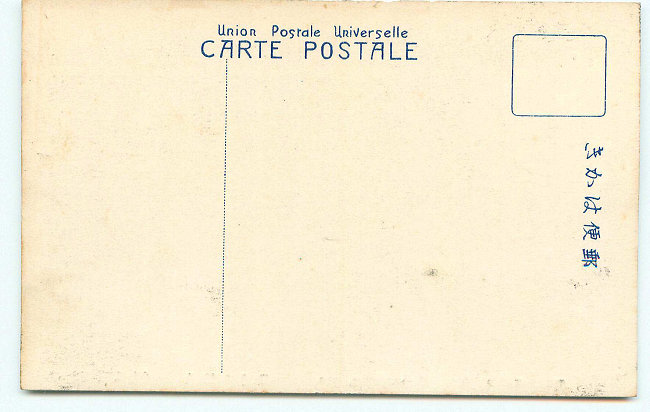 Union Postale Universelle
CARTE POSTALE
郵便はかき